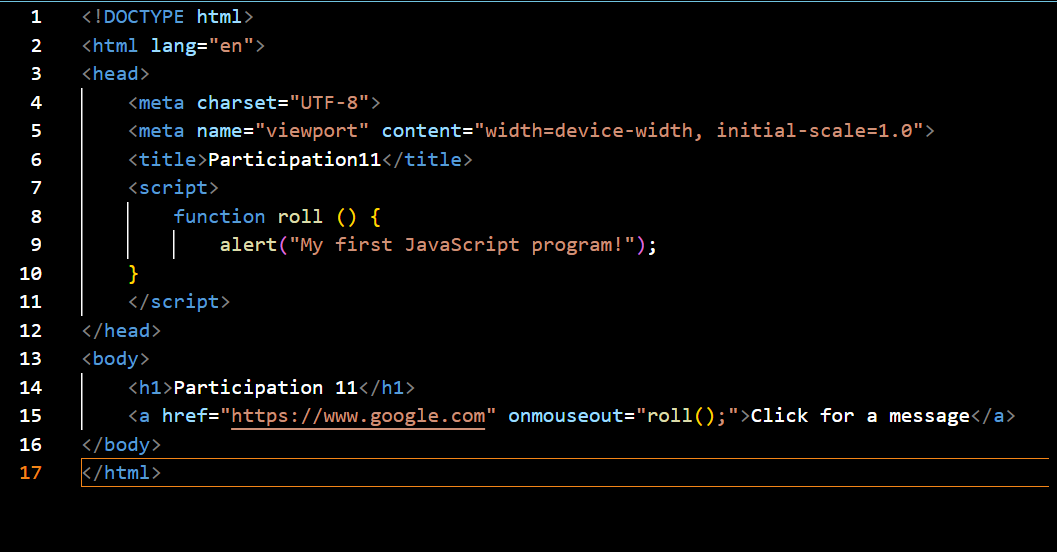 1 <!DOCTYPE html>
2 <html lang="en">
3 <head>
4     <meta charset="UTF-8">
5     <meta name="viewport" content="width=device-width, initial-scale=1.0">
6     <title>Participation11</title>
7     <script>
8         function roll () {
9             alert("My first JavaScript program!");
10     }
11     </script>
12 </head>
13 <body>
14     <h1>Participation 11</h1>
15     <a href="https://www.google.com" onmouseout="roll();">Click for a message</a>
16 </body>
17 </html>